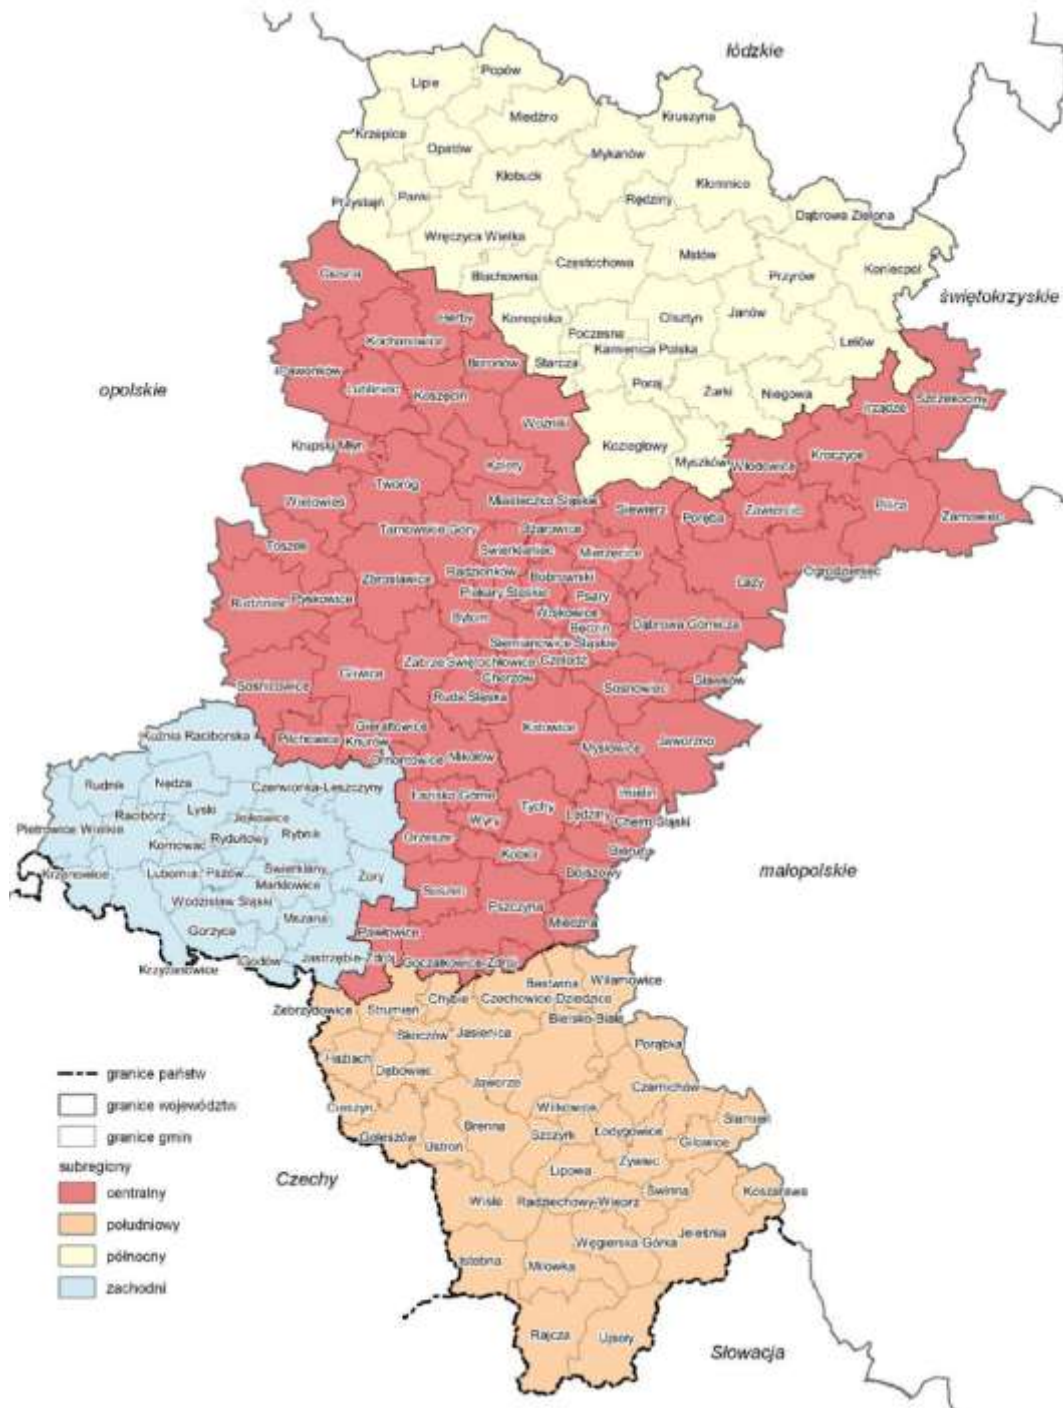 łódzkie
Popów
Lipie
Miedźno
Kruszyna
Krzepice
Opatów
Mykanów
Kłobuck
Kłomnice
Rędziny
Przystajń
Panki
Dąbrowa Zielona
Wręczyca Wielka
Mstów
Częstochowa
Przyrów
Koniecpol
Blachownia
świętokrzyskie
Ciasna
Konopiska
Olsztyn
Janów
Herby
Poczesna
Kochanowice
Kamienica Polska
Lelów
Starcza
Boronów
Pawonków
opolskie
Lubliniec
Koszęcin
Poraj
Żarki
Niegowa
Szczekociny
Irządze
Woźniki
Krupski Młyn
Koziegłowy
Myszków
Włodowice
Kroczyce
Kalety
Tworóg
Wielowieś
Miasteczko Śląskie
Siewierz
Poręba
Zawiercie
Pilica
Żarnowiec
Tarnowskie Góry
Ożarowice
Toszek
Świerklaniec
Mierzęcice
Radzionków
Bobrowniki
Zbrosławice
Łazy
Ogrodzieniec
Rudziniec
Pyskowice
Piekary Śląskie
Psary
Bytom
Wojkowice
Będzin
Dąbrowa Górnicza
Siemianowice Śląskie
Zabrze
Świętochłowice
Czeladź
Gliwice
Chorzów
Sośnicowice
Ruda Śląska
Sosnowiec
Sławków
Gierałtowice
Katowice
Kuźnia Raciborska
Pilchowice
Knurów
Mysłowice
Jaworzno
Ornontowice
Mikołów
Rudnik
Nędza
Czerwionka-Leszczyny
Łaziska Górne
Imielin
Lyski
Tychy
Racibórz
Jejkowice
Wyry
Lędziny
Chełm Śląski
Pietrowice Wielkie
Rydułtowy
Rybnik
Orzesze
Kornowac
Kobiór
Bieruń
Krzanowice
Lubomia
Pszów
Świerklany
Żory
Bojszowy
małopolskie
Marklowice
Suszec
Wodzisław Śląski
Pszczyna
Mszana
Miedźna
Gorzyce
Pawłowice
Godów
Jastrzębie-Zdrój
Goczałkowice-Zdrój
Krzyżanowice
Bestwina
Wilamowice
Zebrzydowice
Strumień
Chybie
Czechowice-Dziedzice
Bielsko-Biała
Skoczów
Jasienica
Porąbka
Hażlach
Dębowiec
Jaworze
Czernichów
Cieszyn
Wilkowice
Ślemień
Goleszów
Ustroń
Brenna
Szczyrk
Łodygowice
Gilowice
Czechy
Lipowa
Żywiec
Wisła
Radziechowy-Wieprz
Świnna
Koszarawa
Jeleśnia
Węgierska Górka
Istebna
Milówka
Rajcza
Ujsoły
Słowacja
granice państw
granice województw
granice gmin
subregiony
centralny
południowy
północny
zachodni